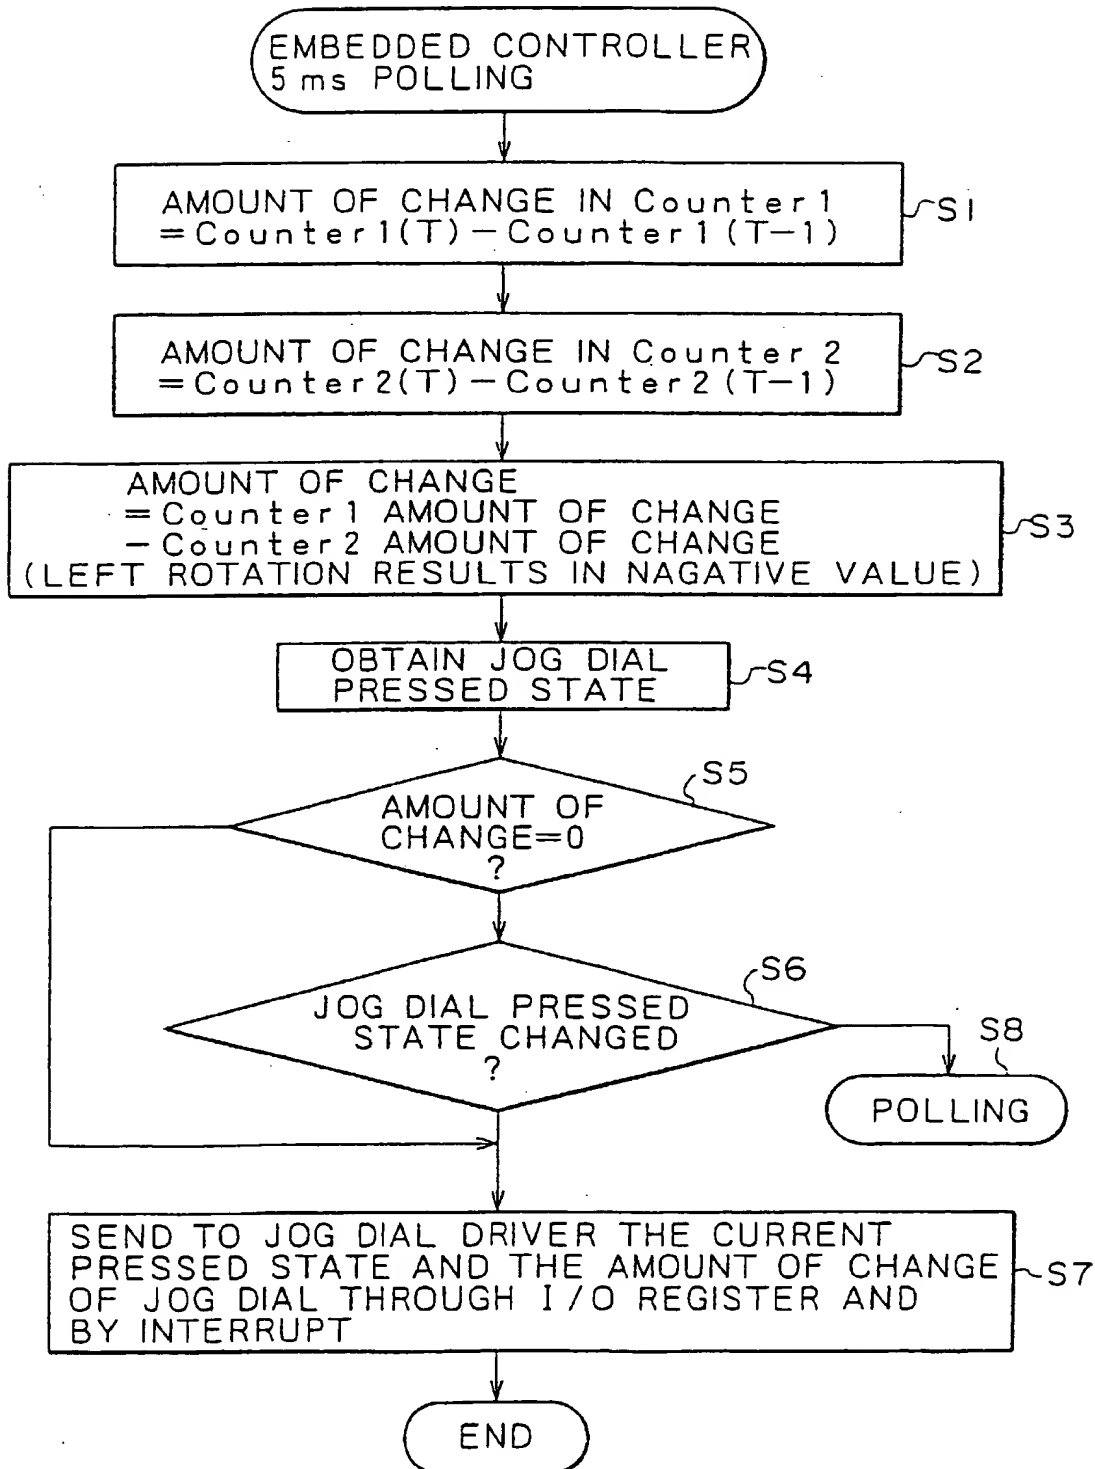 EMBEDDED CONTROLLER
5 ms POLLING
AMOUNT OF CHANGE IN Counter 1
=Counter 1(T)-Counter 1 (T-1)
S1
AMOUNT OF CHANGE IN Counter 2
=Counter 2(T)-Counter 2 (T-1)
S2
AMOUNT OF CHANGE
=Counter 1 AMOUNT OF CHANGE
-Counter 2 AMOUNT OF CHANGE
(LEFT ROTATION RESULTS IN NAGATIVE VALUE)
S3
OBTAIN JOG DIAL
PRESSED STATE
S4
S5
AMOUNT OF
CHANGE=0
?
S6
JOG DIAL PRESSED
STATE CHANGED
?
S8
POLLING
SEND TO JOG DIAL DRIVER THE CURRENT
PRESSED STATE AND THE AMOUNT OF CHANGE
OF JOG DIAL THROUGH I/O REGISTER AND
BY INTERRUPT
S7
END